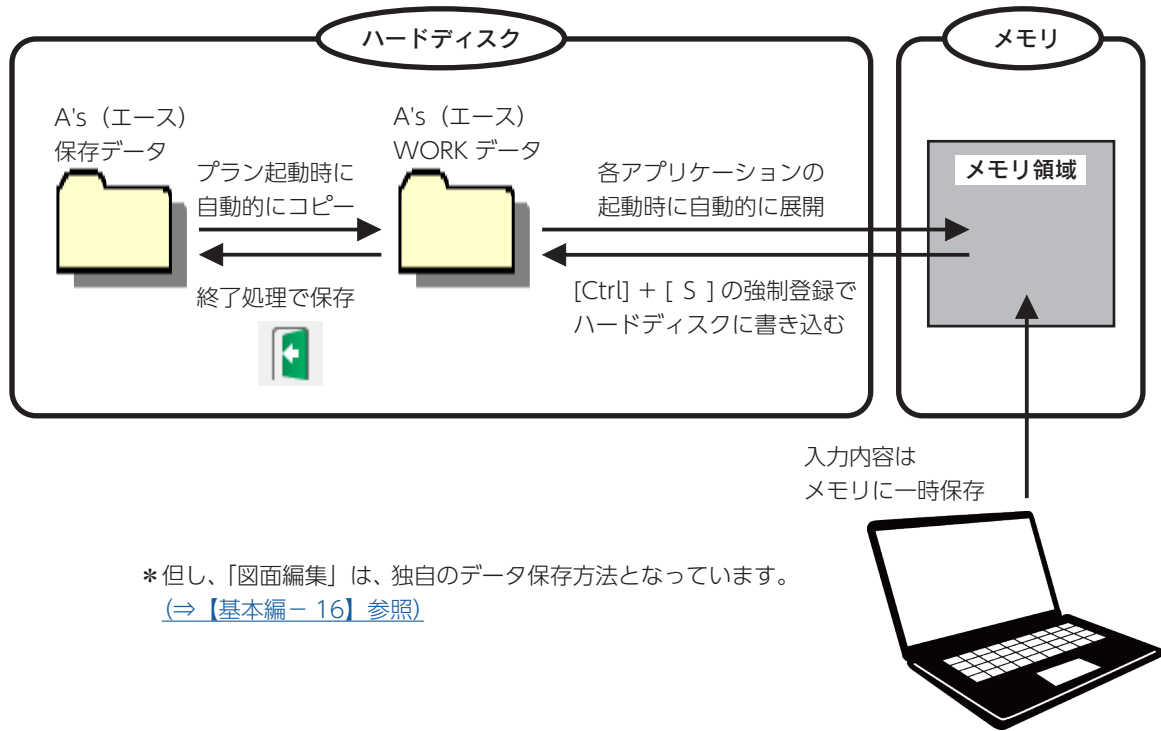 ハードディスク
メモリ
A's（エース）
保存データ
A's（エース）
WORK データ
プラン起動時に
自動的にコピー
終了処理で保存
各アプリケーションの
起動時に自動的に展開
[Ctrl] + [ S ] の強制登録で
ハードディスクに書き込む
メモリ領域
入力内容は
メモリに一時保存
＊但し、「図面編集」は、独自のデータ保存方法となっています。
(⇒【基本編－ 16】参照)